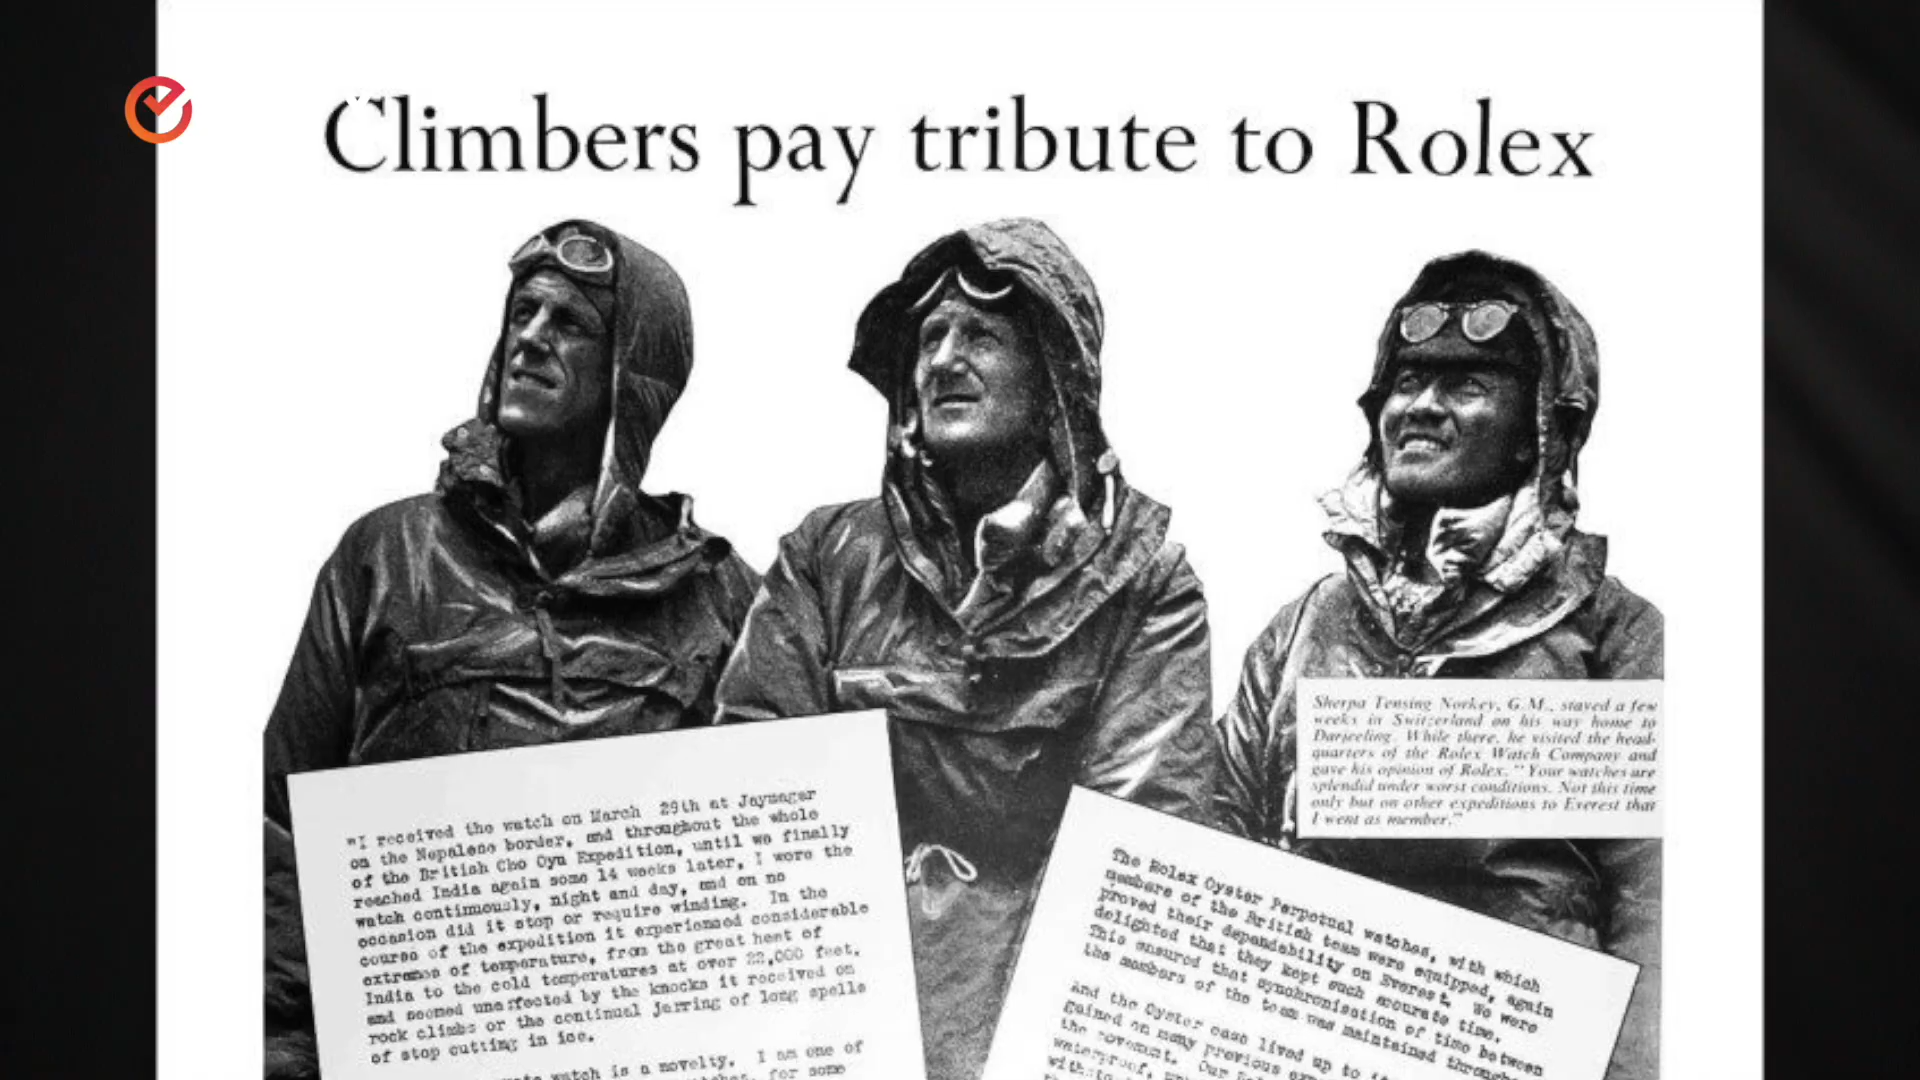 Climbers pay tribute to Rolex
Sherpa Tensing Norkey, G.M., stayed a few
weeks in Switzerland on his way home to
Darjeeling. While there, he visited the head-
quarters of the Rolex Watch Company and
gave his opinion of Rolex. "Your watches are
splendid under worst conditions. Not this time
only but on other expeditions to Everest that
I went as member."
"I received the watch on March 29th at Jaynagar
on the Nepalese border, and throughout the whole
of the British Cho Oyu Expedition, until we finally
reached India again some 14 weeks later, I wore the
watch continuously, night and day, and on no
occasion did it stop or require winding. In the
course of the expedition it experienced considerable
extremes of temperature, from the great heat of
India to the cold temperatures at over 22,000 feet,
and seemed unaffected by the knocks it received on
rock climbs or the continual jarring of long spells
of step cutting in ice.
watch is a novelty. I am one of
for some
The Rolex Oyster Perpetual watches, with which
members of the British team were equipped, again
proved their dependability on Everest. We were
delighted that they kept such accurate time.
This ensured that synchronisation of time between
the members of the team was maintained
And the Oyster case lived up to its
gained on many previous
the movement. Our
waterproof,